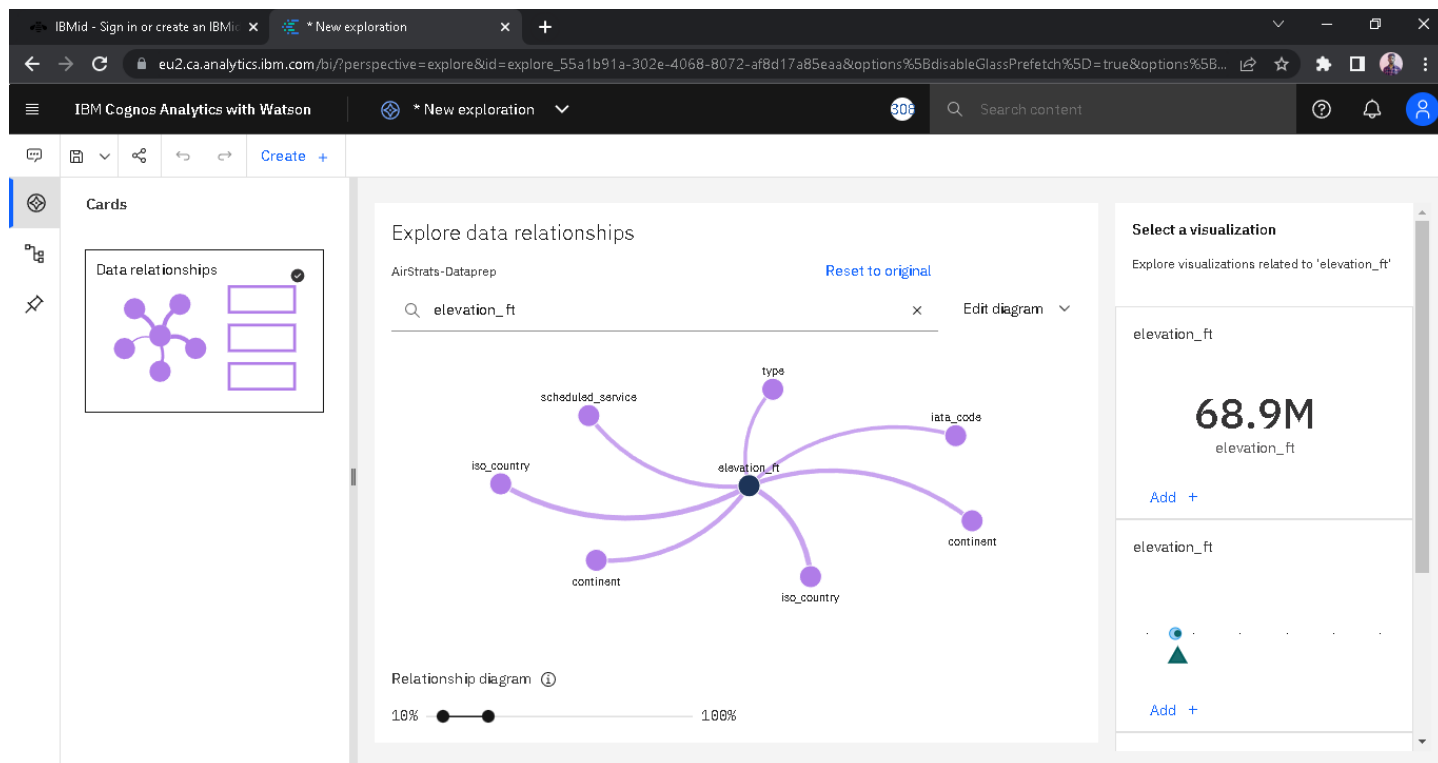 IBMid - Sign in or create an IBMid
* New exploration
eu2.ca.analytics.ibm.com/bi/?perspective=explore&id=explore_55a1b91a-302e-4068-8072-af8d17a85eaa&options%5BdisableGlassPrefetch%5D=true&options%5B...
IBM Cognos Analytics with Watson
* New exploration
308
Search content
Create +
Cards
Data relationships
Explore data relationships
AirStrats-Dataprep
Reset to original
elevation_ft
Edit diagram
type
scheduled_service
iata_code
iso_country
elevation_ft
continent
continent
iso_country
Relationship diagram
10%
100%
Select a visualization
Explore visualizations related to 'elevation_ft'
elevation_ft
68.9M
elevation_ft
Add +
elevation_ft
Add +